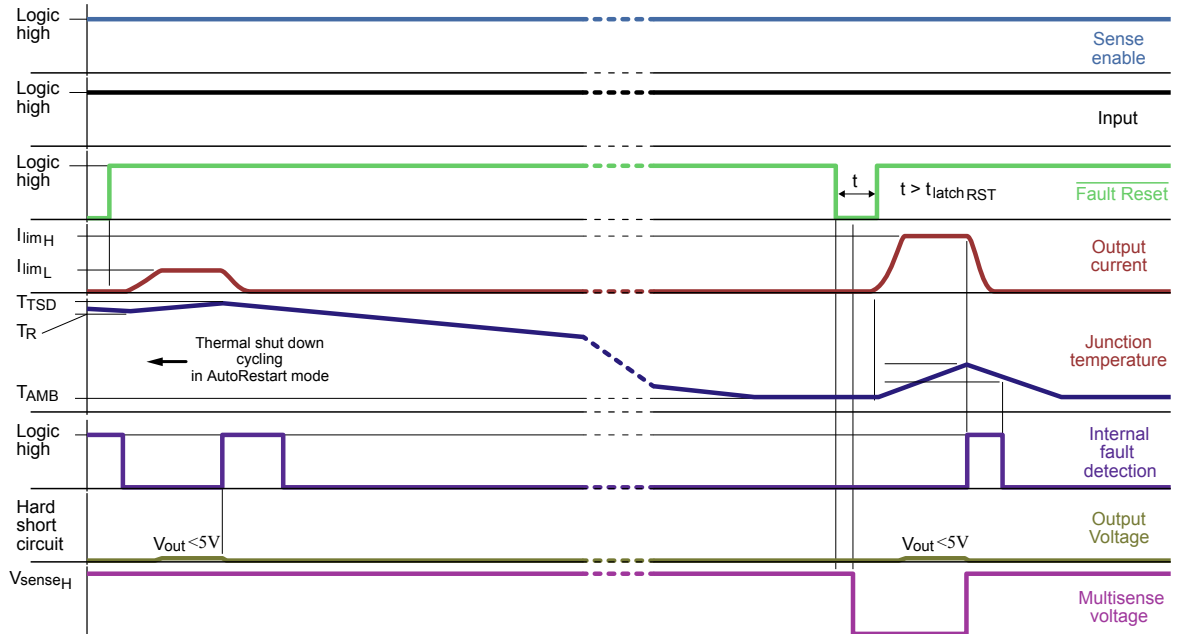 Logic
high
Sense
enable
Logic
high
Input
Logic
high
t
t > tlatchRST
Fault Reset
IlimH
IlimL
Output
current
TTSD
TR
Thermal shut down
cycling
in AutoRestart mode
TAMB
Junction
temperature
Logic
high
Internal
fault
detection
Hard
short
circuit
Vout <5V
Vout <5V
Output
Voltage
VsenseH
Multisense
voltage